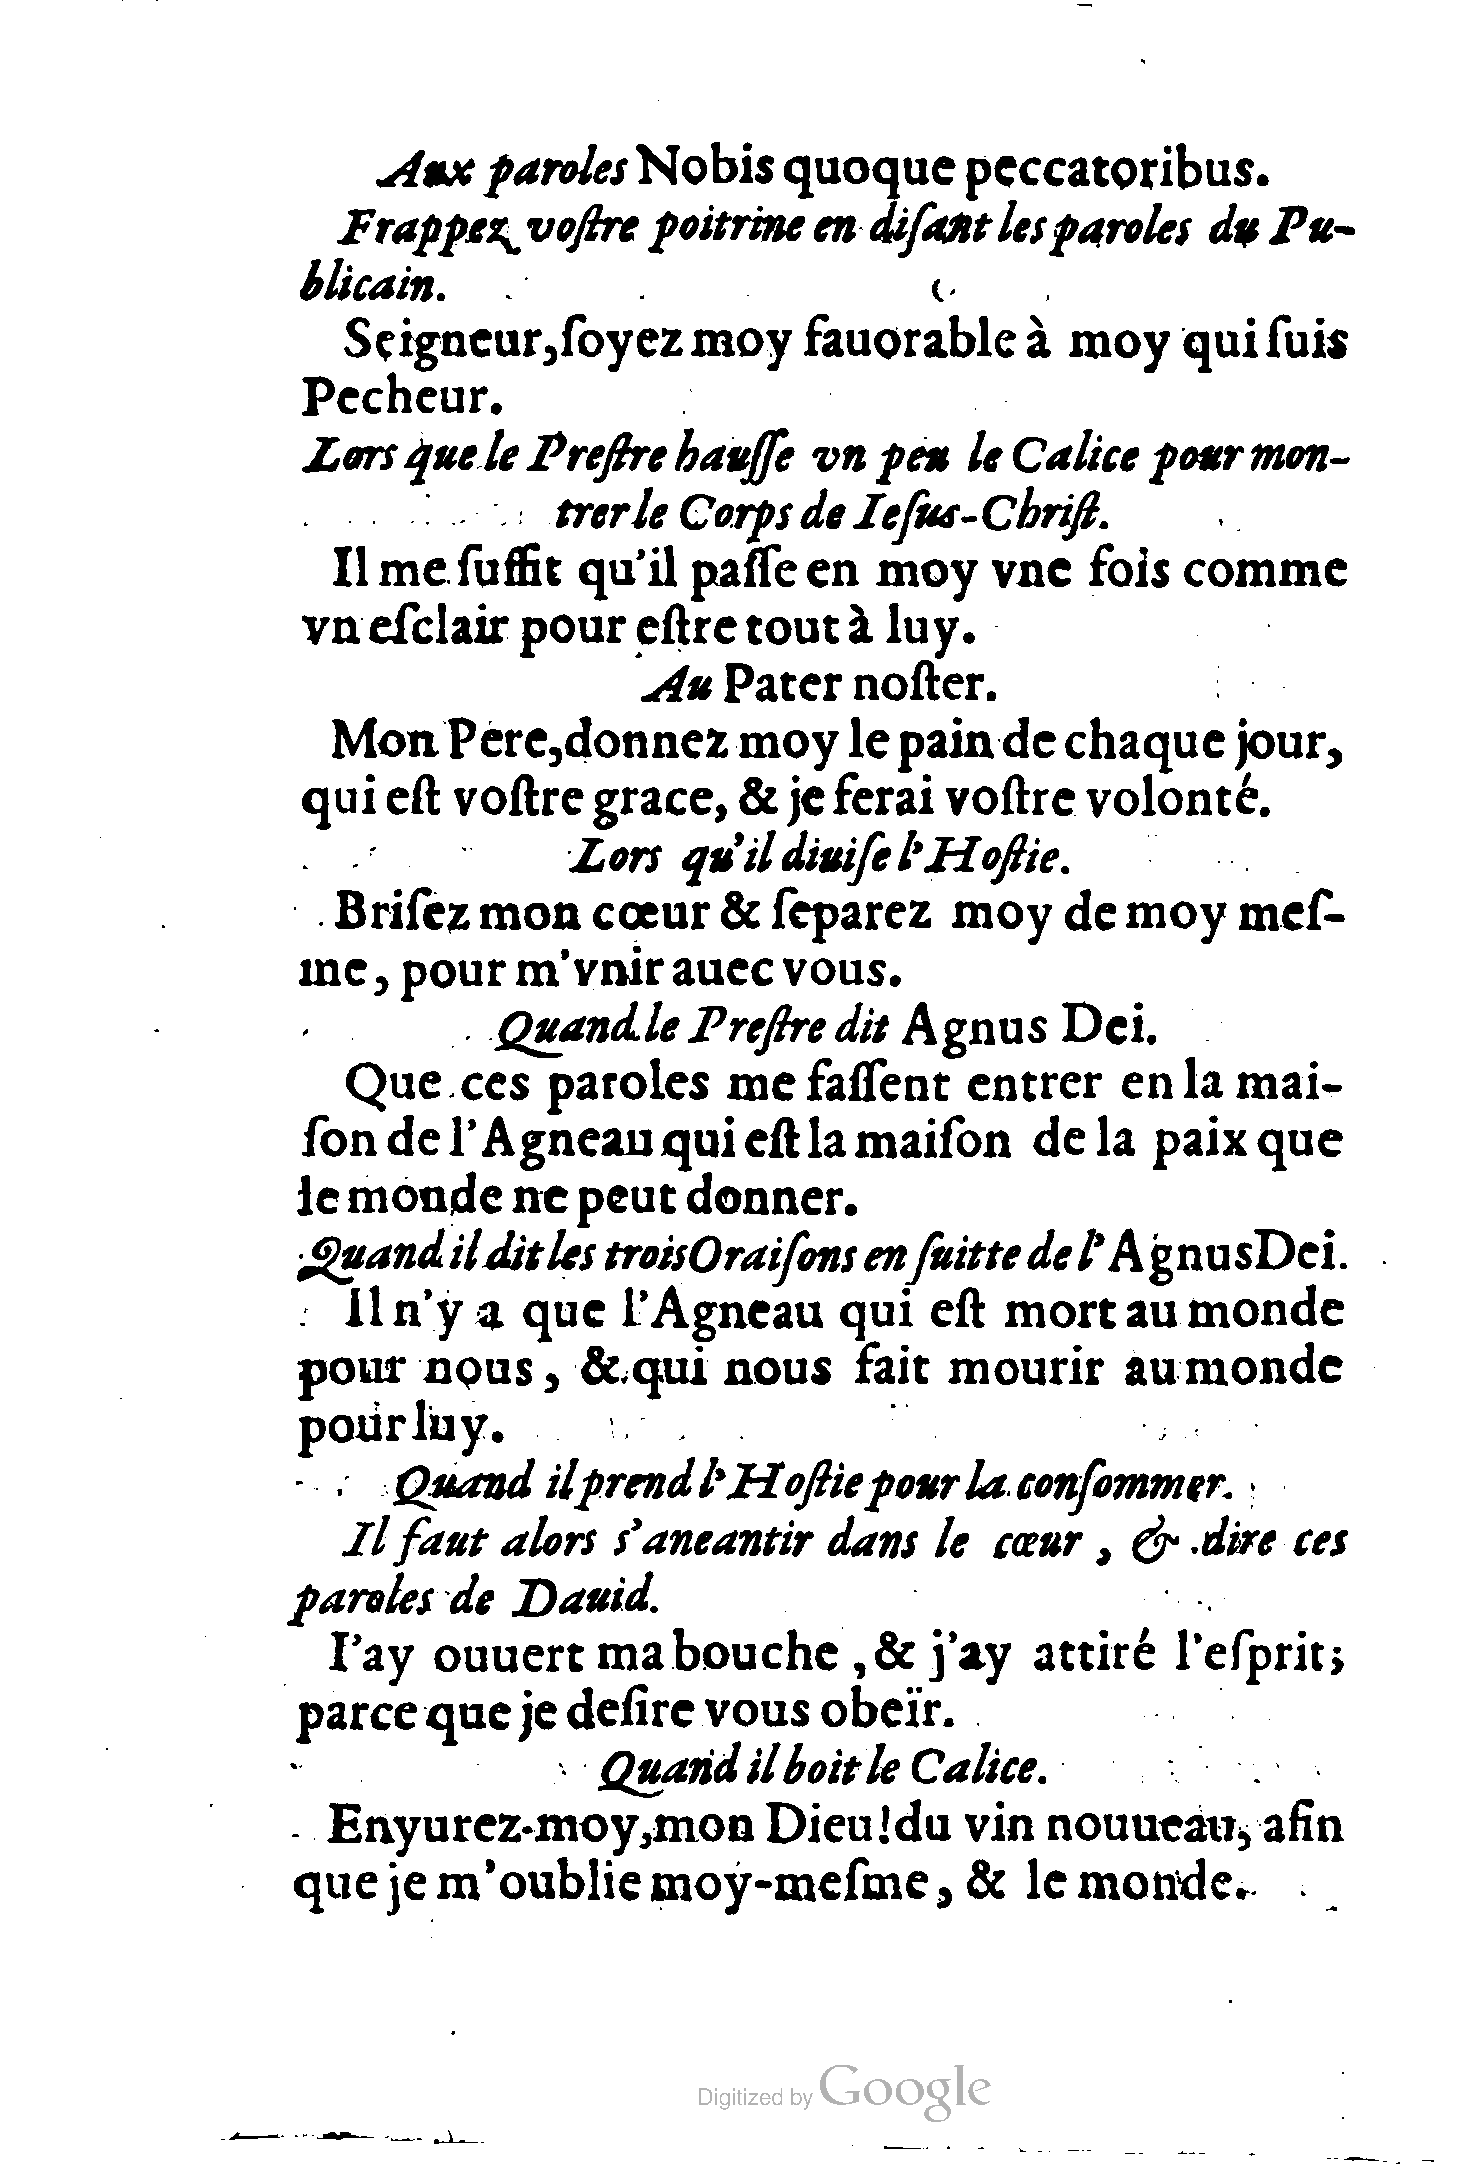 Aux paroles Nobis quoque peccatoribus.
Frappez voſtre poitrine en diſant les paroles du Pu-
blicain.
Seigneur, ſoyez moy fauorable à moy qui ſuis
Pecheur.
Lors que le Preſtre hauſſe vn peu le Calice pour mon-
trer le Corps de Ieſus-Chriſt.
Il me ſuffit qu'il paſſe en moy vne fois comme
vn eſclair pour eſtre tout à luy.
Au Pater noſter.
Mon Pere, donnez moy le pain de chaque jour,
qui eſt voſtre grace, & je ferai voſtre volonté.
Lors qu'il diuiſe l'Hoſtie.
Briſez mon cœur & ſeparez moy de moy meſ-
me, pour m'vnir auec vous.
Quand le Preſtre dit Agnus Dei.
Que ces paroles me faſſent entrer en la mai-
ſon de l'Agneau qui eſt la maiſon de la paix que
le monde ne peut donner.
Quand il dit les trois Oraiſons en ſuitte de l'Agnus Dei.
Il n'y a que l'Agneau qui eſt mort au monde
pour nous, & qui nous fait mourir au monde
pour luy.
Quand il prend l'Hoſtie pour la conſommer.
Il faut alors s'aneantir dans le cœur, & dire ces
paroles de Dauid.
I'ay ouuert ma bouche, & j'ay attiré l'eſprit;
parce que je deſire vous obeïr.
Quand il boit le Calice.
Enyurez-moy, mon Dieu! du vin nouueau, afin
que je m'oublie moy-meſme, & le monde.
Digitized by Google